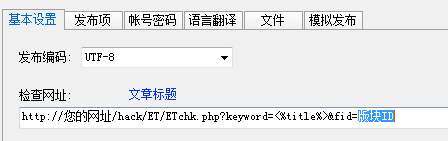 基本设置 发布项 帐号密码 语言翻译 文件 模拟发布
发布编码: UTF-8
检查网址: 文章标题
http://您的网址/hack/ET/ETchk.php?keyword=<%title%>&fid=版块ID